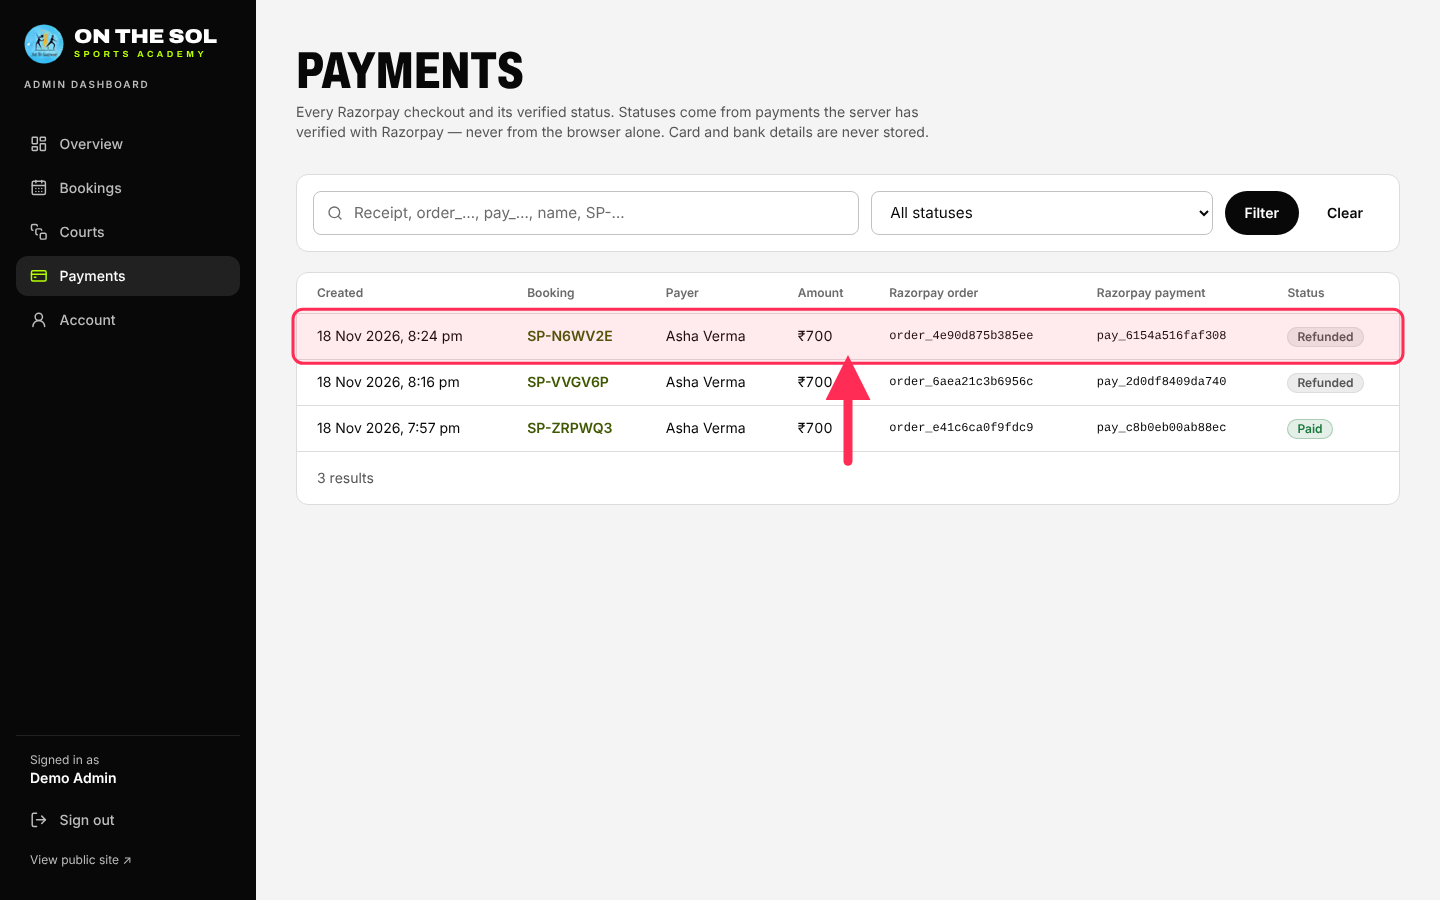 ON THE SOL
SPORTS ACADEMY
ADMIN DASHBOARD
Overview
Bookings
Courts
Payments
Account
Signed in as
Demo Admin
Sign out
View public site ↗
PAYMENTS
Every Razorpay checkout and its verified status. Statuses come from payments the server has
verified with Razorpay — never from the browser alone. Card and bank details are never stored.
Receipt, order_..., pay_..., name, SP-... All statuses Filter Clear
Created Booking Payer Amount Razorpay order Razorpay payment Status
18 Nov 2026, 8:24 pm SP-N6WV2E Asha Verma ₹700 order_4e90d875b385ee pay_6154a516faf308 Refunded
18 Nov 2026, 8:16 pm SP-VVGV6P Asha Verma ₹700 order_6aea21c3b6956c pay_2d0df8409da740 Refunded
18 Nov 2026, 7:57 pm SP-ZRPWQ3 Asha Verma ₹700 order_e41c6ca0f9fdc9 pay_c8b0eb00ab88ec Paid
3 results